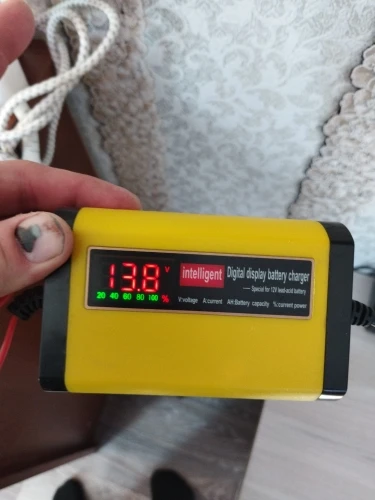 13.8 V
20 40 60 80 100 %
intelligent
Digital display battery charger
Special for 12V lead-acid battery
V:voltage A:current AH:Battery capacity %:current power